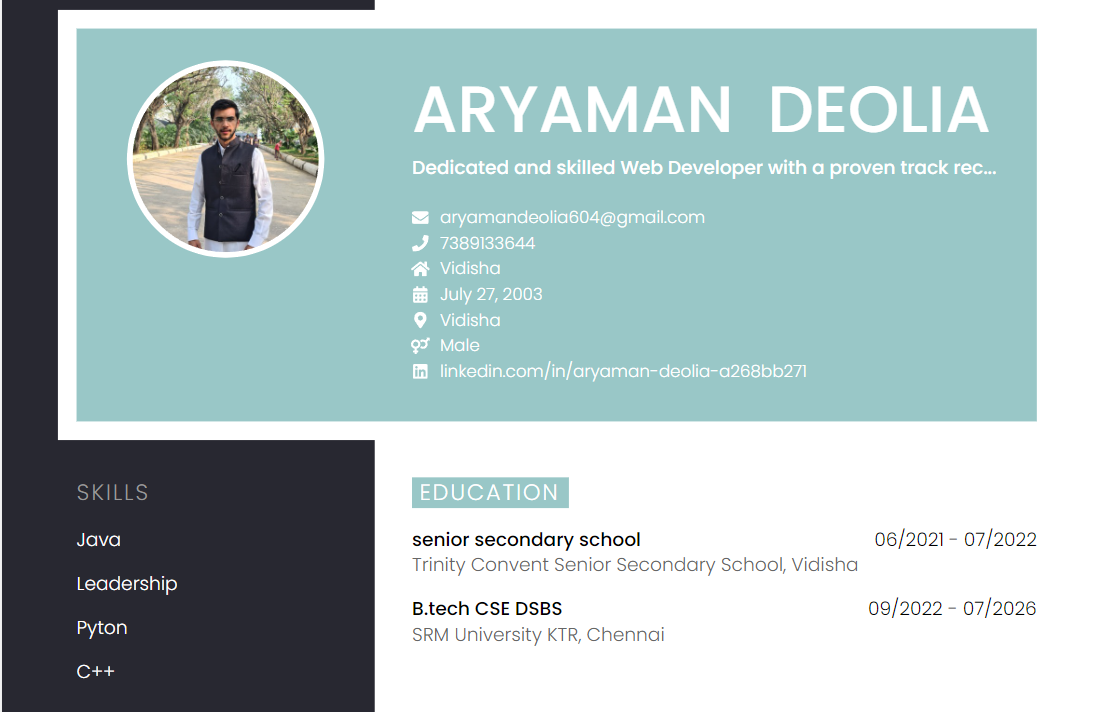 ARYAMAN DEOLIA
Dedicated and skilled Web Developer with a proven track rec...
aryamandeolia604@gmail.com
7389133644
Vidisha
July 27, 2003
Vidisha
Male
linkedin.com/in/aryaman-deolia-a268bb271
SKILLS
Java
Leadership
Pyton
C++
EDUCATION
senior secondary school 06/2021 - 07/2022
Trinity Convent Senior Secondary School, Vidisha
B.tech CSE DSBS 09/2022 - 07/2026
SRM University KTR, Chennai